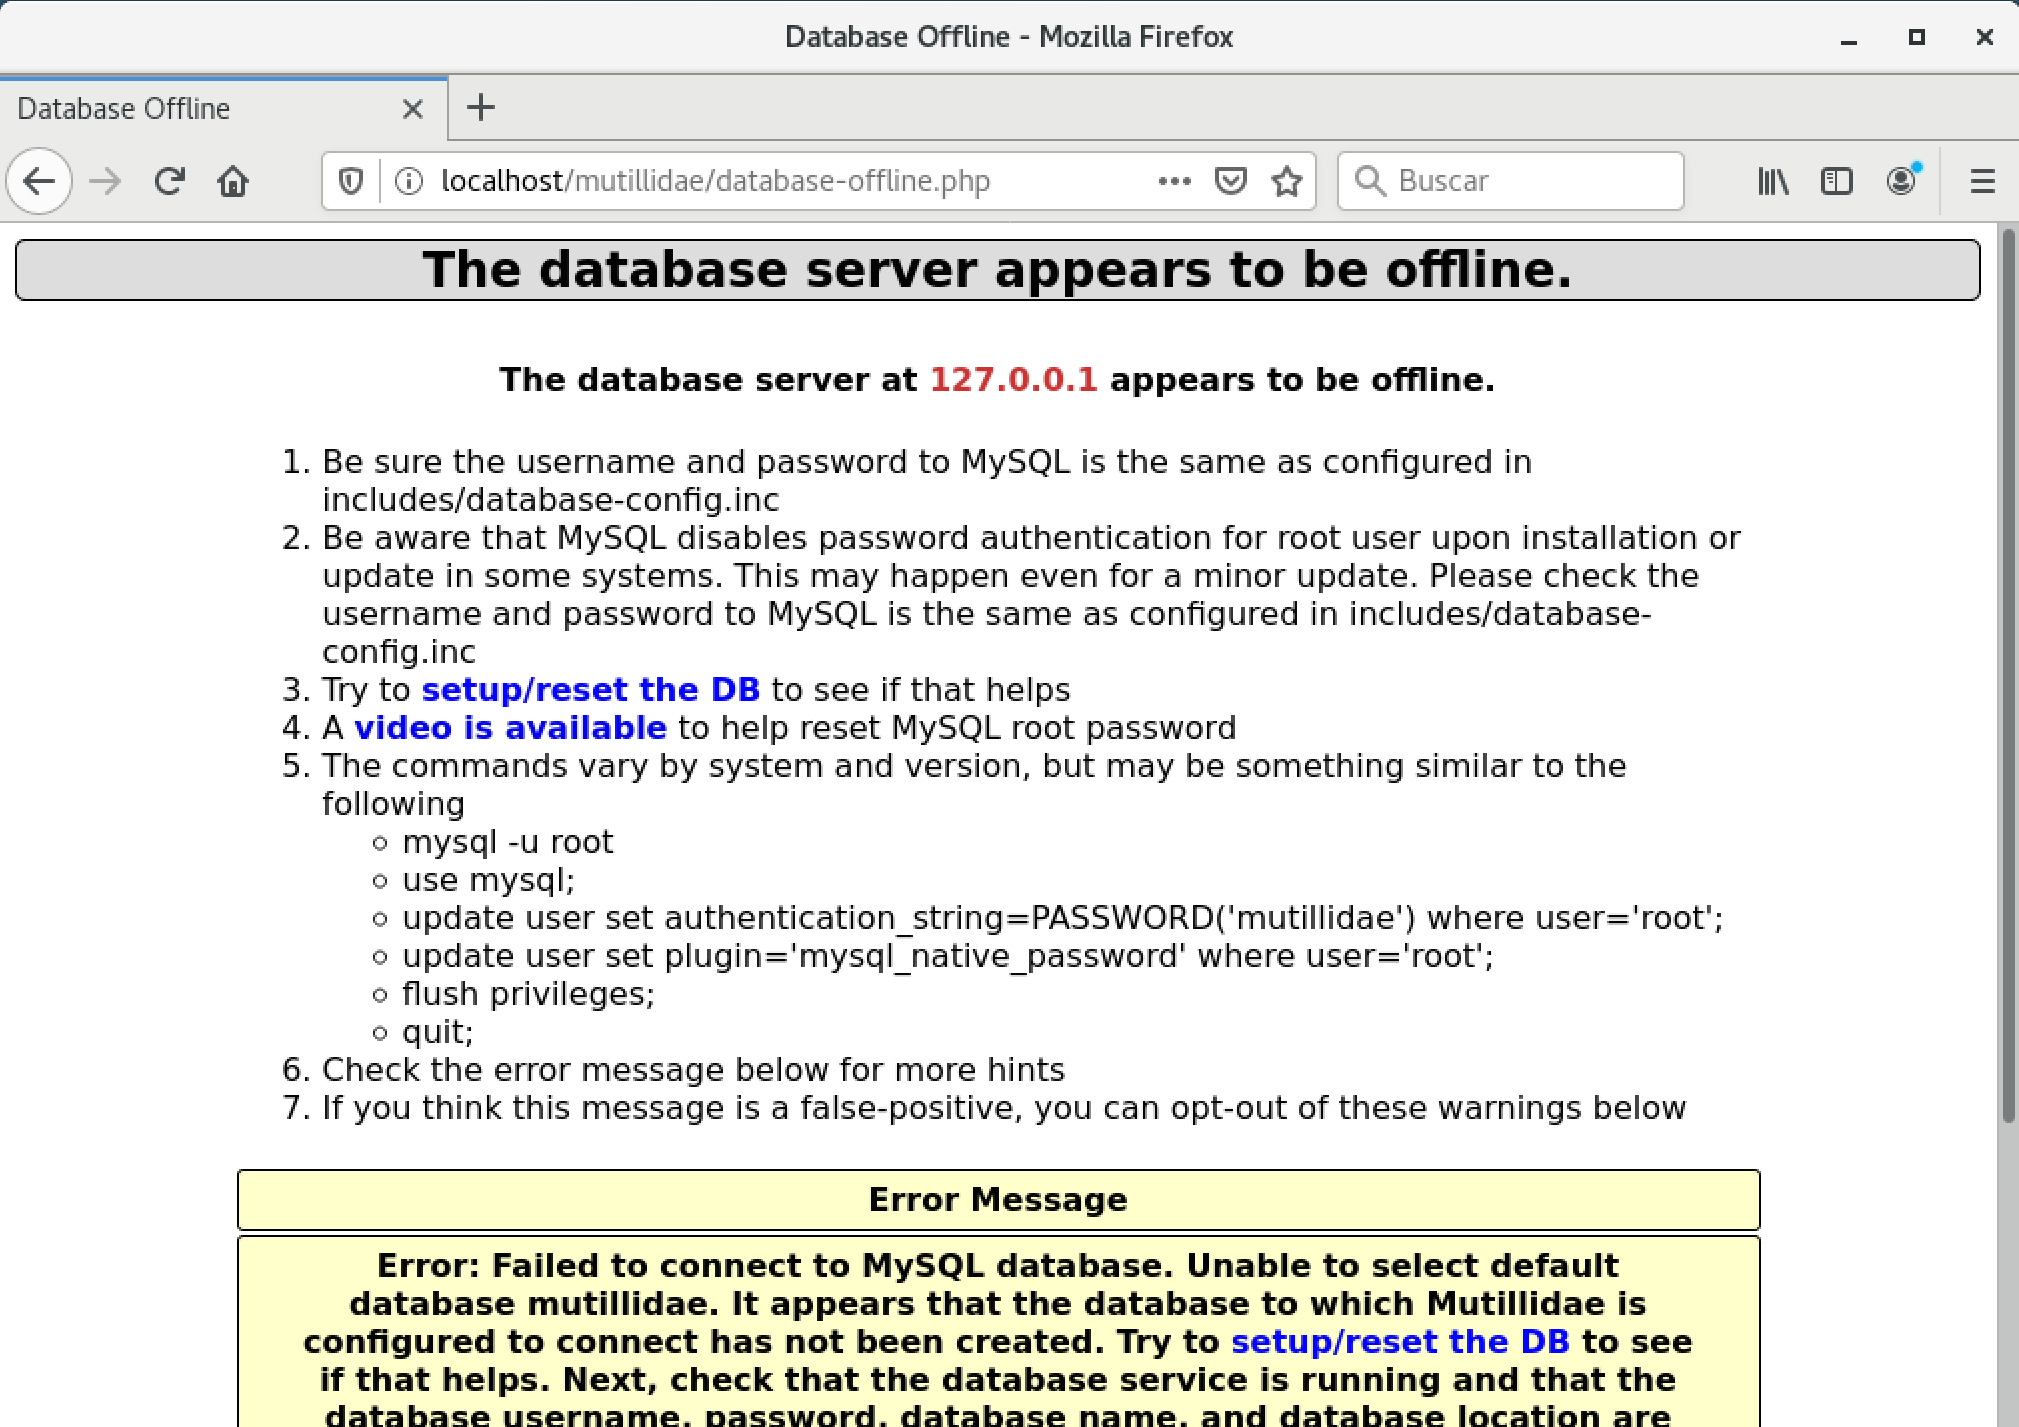 Database Offline - Mozilla Firefox
Database Offline
localhost/mutillidae/database-offline.php
Buscar
The database server appears to be offline.
The database server at 127.0.0.1 appears to be offline.
1. Be sure the username and password to MySQL is the same as configured in
includes/database-config.inc
2. Be aware that MySQL disables password authentication for root user upon installation or
update in some systems. This may happen even for a minor update. Please check the
username and password to MySQL is the same as configured in includes/database-
config.inc
3. Try to setup/reset the DB to see if that helps
4. A video is available to help reset MySQL root password
5. The commands vary by system and version, but may be something similar to the
following
mysql -u root
use mysql;
update user set authentication_string=PASSWORD('mutillidae') where user='root';
update user set plugin='mysql_native_password' where user='root';
flush privileges;
quit;
6. Check the error message below for more hints
7. If you think this message is a false-positive, you can opt-out of these warnings below
Error Message
Error: Failed to connect to MySQL database. Unable to select default
database mutillidae. It appears that the database to which Mutillidae is
configured to connect has not been created. Try to setup/reset the DB to see
if that helps. Next, check that the database service is running and that the
database username, password, database name, and database location are